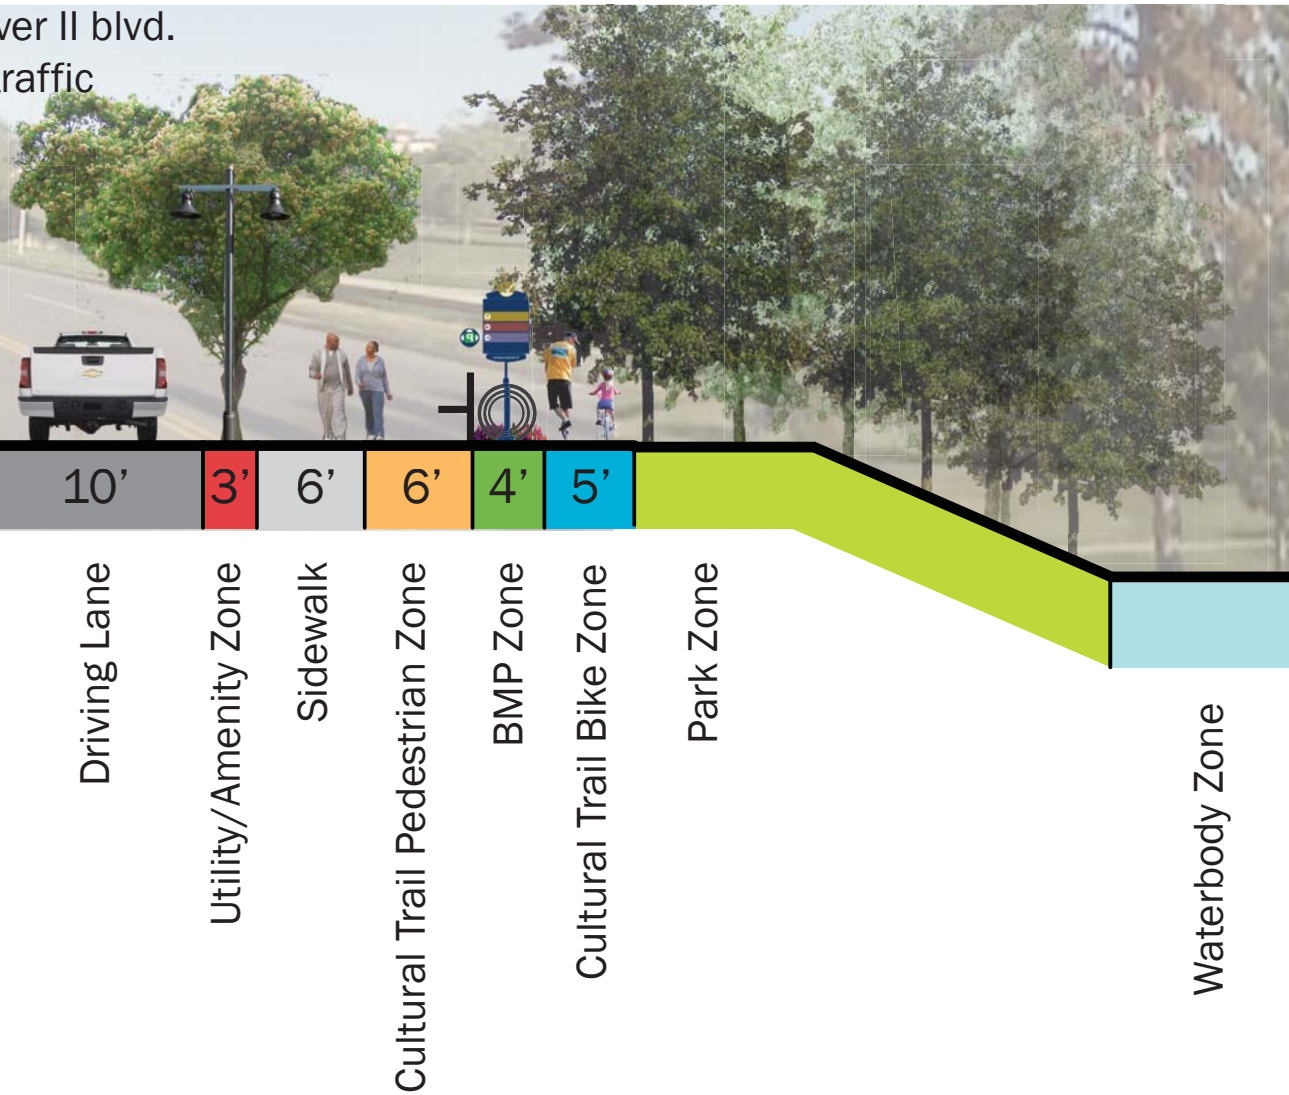 ver II blvd.
raffic
10’
3’
6’
6’
4’
5’
Driving Lane
Utility/Amenity Zone
Sidewalk
Cultural Trail Pedestrian Zone
BMP Zone
Cultural Trail Bike Zone
Park Zone
Waterbody Zone